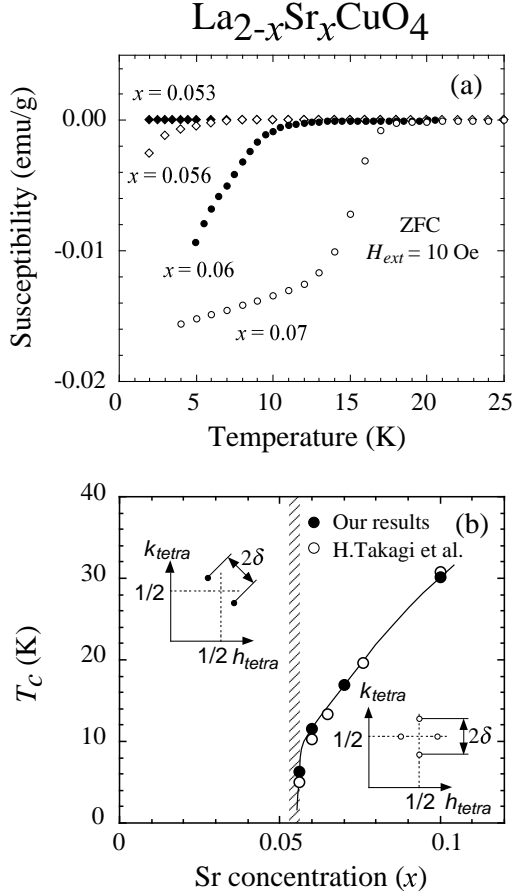 La2-xSrxCuO4
(a)
x = 0.053
x = 0.056
x = 0.06
x = 0.07
ZFC
Hext = 10 Oe
Susceptibility (emu/g)
0.00
-0.01
-0.02
0 5 10 15 20 25
Temperature (K)
(b)
Our results
H.Takagi et al.
ktetra
2δ
1/2
1/2 htetra
ktetra
1/2
2δ
1/2 htetra
Tc (K)
40
30
20
10
0
0 0.05 0.1
Sr concentration (x)